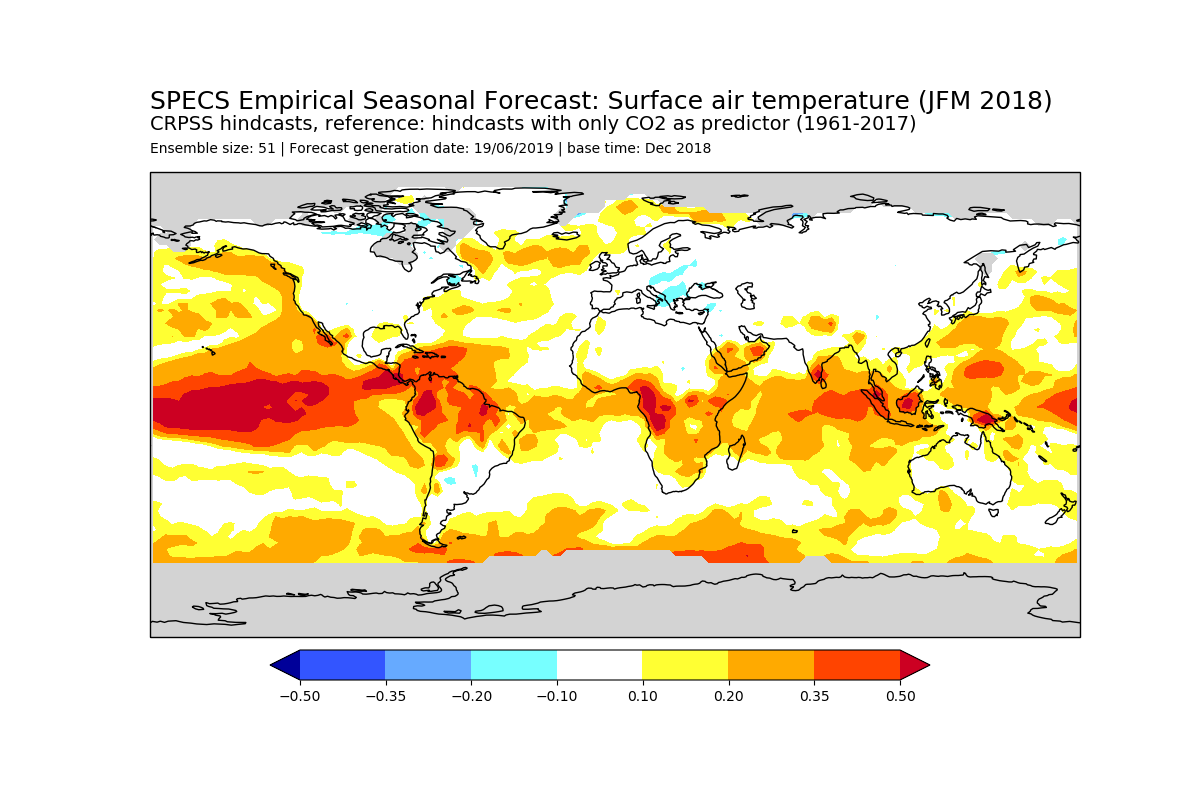 SPECS Empirical Seasonal Forecast: Surface air temperature (JFM 2018)
CRPSS hindcasts, reference: hindcasts with only CO2 as predictor (1961-2017)
Ensemble size: 51 | Forecast generation date: 19/06/2019 | base time: Dec 2018
−0.50 −0.35 −0.20 −0.10 0.10 0.20 0.35 0.50